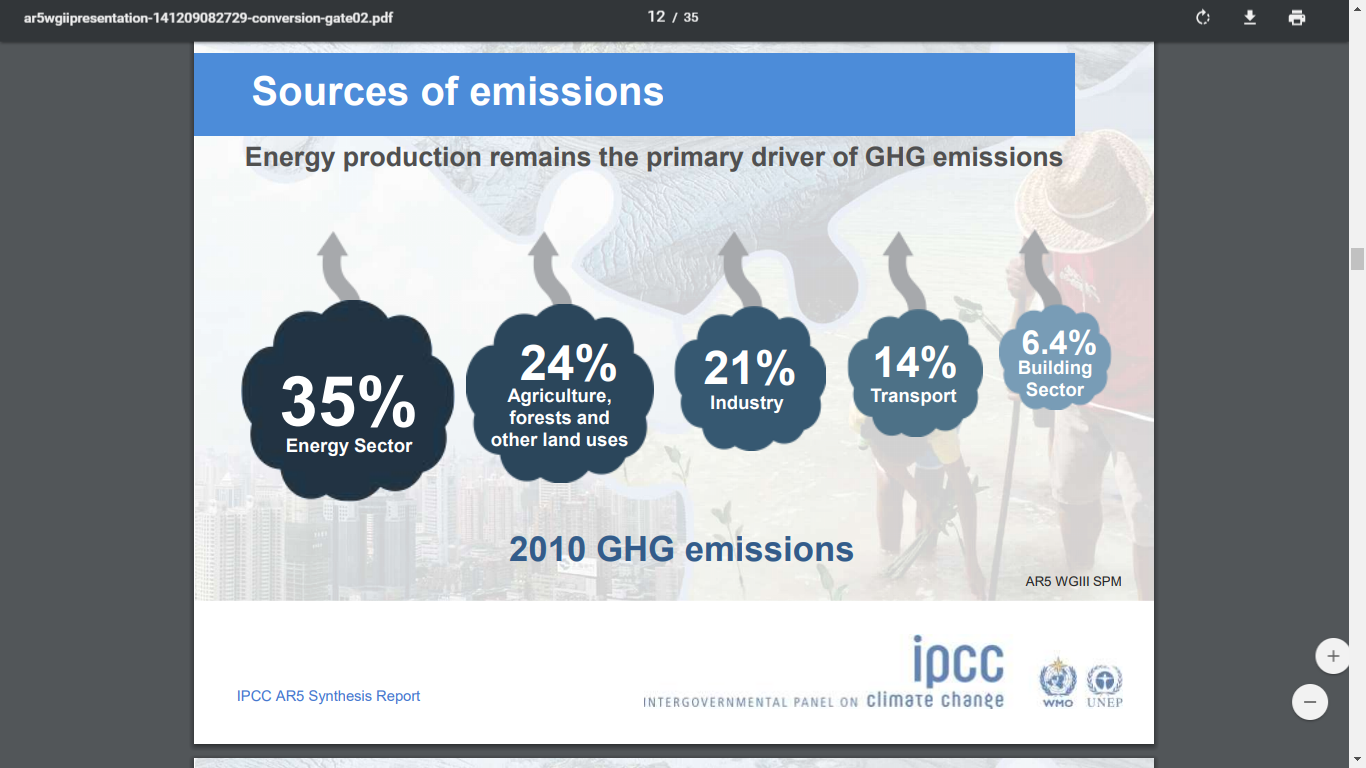 ar5wgiipresentation-141209082729-conversion-gate02.pdf
12 / 35
Sources of emissions
Energy production remains the primary driver of GHG emissions
35%
Energy Sector
24%
Agriculture,
forests and
other land uses
21%
Industry
14%
Transport
6.4%
Building
Sector
2010 GHG emissions
AR5 WGIII SPM
IPCC AR5 Synthesis Report
ipcc
INTERGOVERNMENTAL PANEL ON climate change
WMO
UNEP